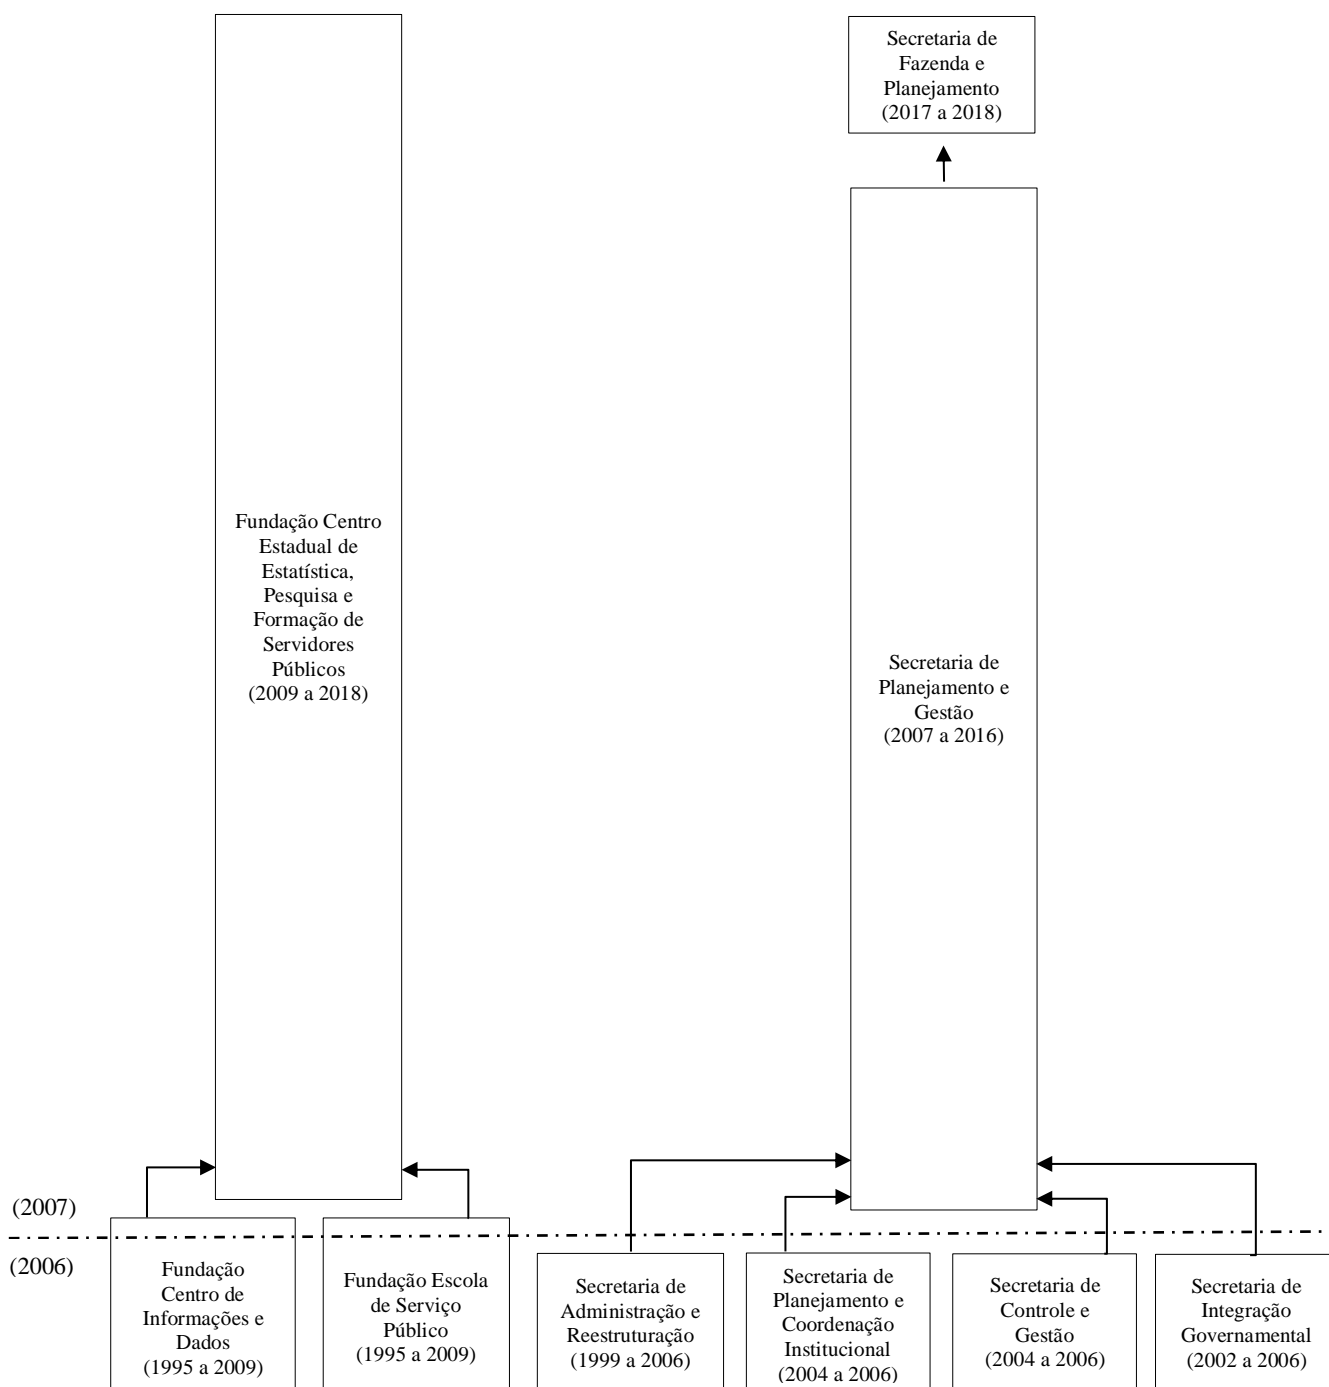 Secretaria de
Fazenda e
Planejamento
(2017 a 2018)
Fundação Centro
Estadual de
Estatística,
Pesquisa e
Formação de
Servidores
Públicos
(2009 a 2018)
Secretaria de
Planejamento e
Gestão
(2007 a 2016)
(2007)
(2006)
Fundação
Centro de
Informações e
Dados
(1995 a 2009)
Fundação Escola
de Serviço
Público
(1995 a 2009)
Secretaria de
Administração e
Reestruturação
(1999 a 2006)
Secretaria de
Planejamento e
Coordenação
Institucional
(2004 a 2006)
Secretaria de
Controle e
Gestão
(2004 a 2006)
Secretaria de
Integração
Governamental
(2002 a 2006)